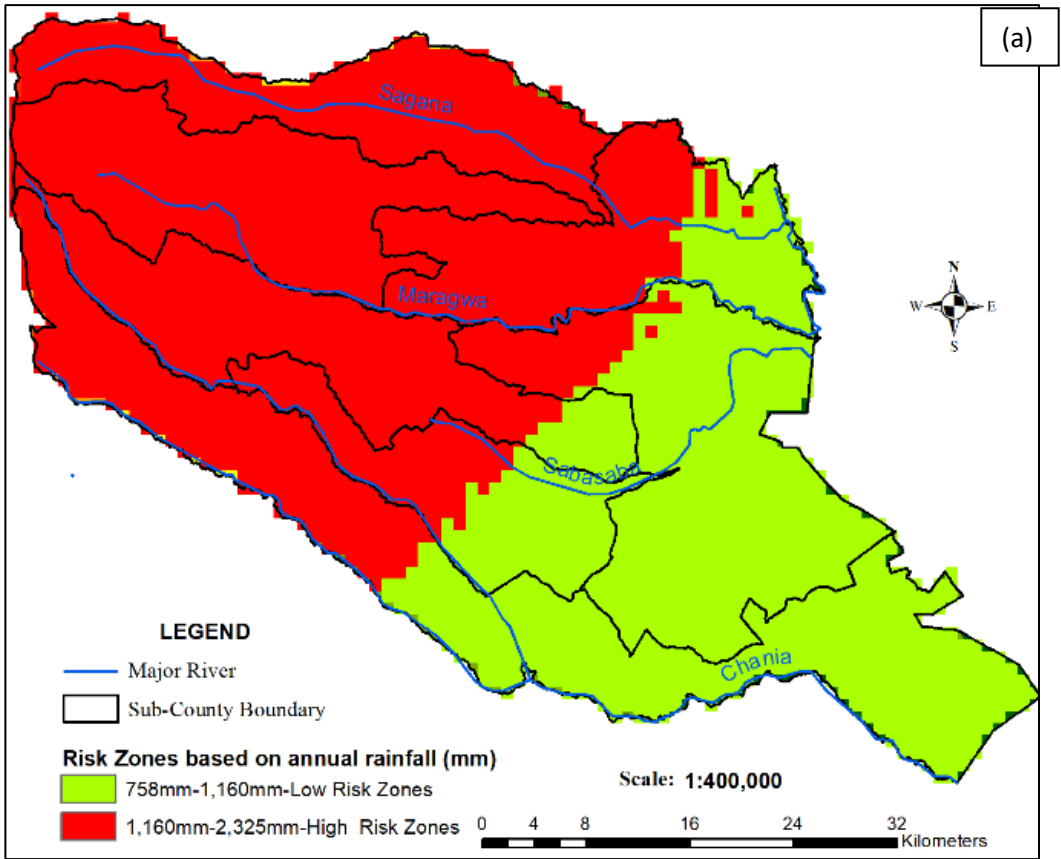 (a)
Sagana
N
W E
S
Maragwa
Sabasaba
Chania
LEGEND
Major River
Sub-County Boundary
Risk Zones based on annual rainfall (mm)
758mm-1,160mm-Low Risk Zones
1,160mm-2,325mm-High Risk Zones
Scale: 1:400,000
0 4 8 16 24 32
Kilometers